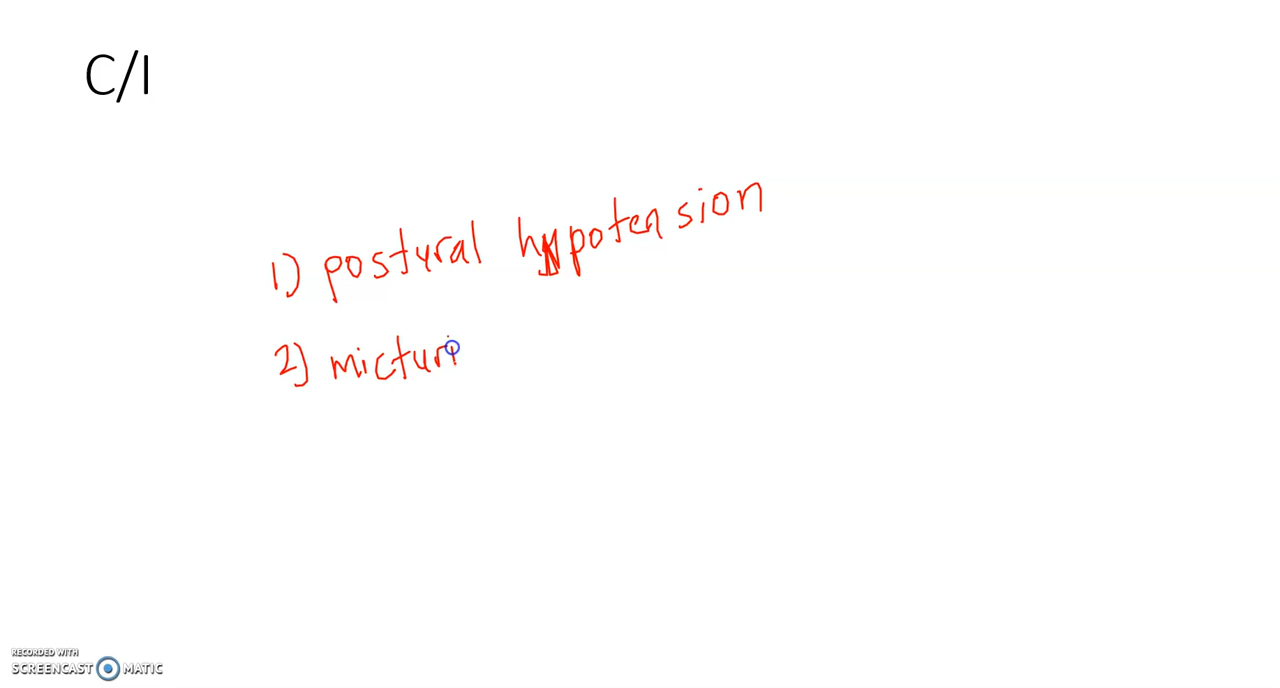 C/I
1) postural hypotension
2) micturi
RECORDED WITH
SCREENCAST MATIC